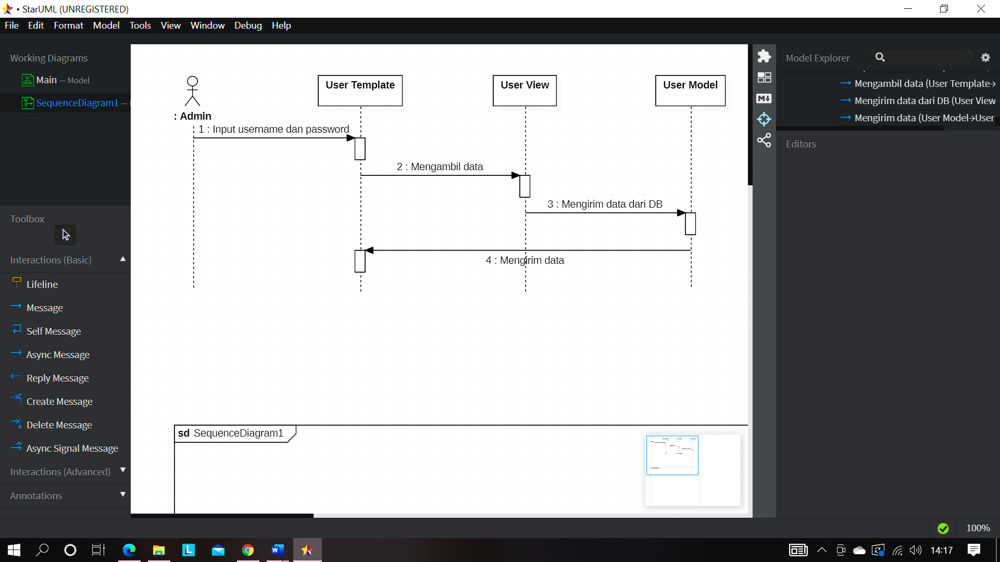 • StarUML (UNREGISTERED)
File Edit Format Model Tools View Window Debug Help
Working Diagrams
Main — Model
SequenceDiagram1 —
Toolbox
Interactions (Basic)
Lifeline
Message
Self Message
Async Message
Reply Message
Create Message
Delete Message
Async Signal Message
Interactions (Advanced)
Annotations
: Admin
User Template
User View
User Model
1 : Input username dan password
2 : Mengambil data
3 : Mengirim data dari DB
4 : Mengirim data
sd SequenceDiagram1
M
Model Explorer
Mengambil data (User Template→
Mengirim data dari DB (User View
Mengirim data (User Model→User
Editors
100%
L
W
14:17